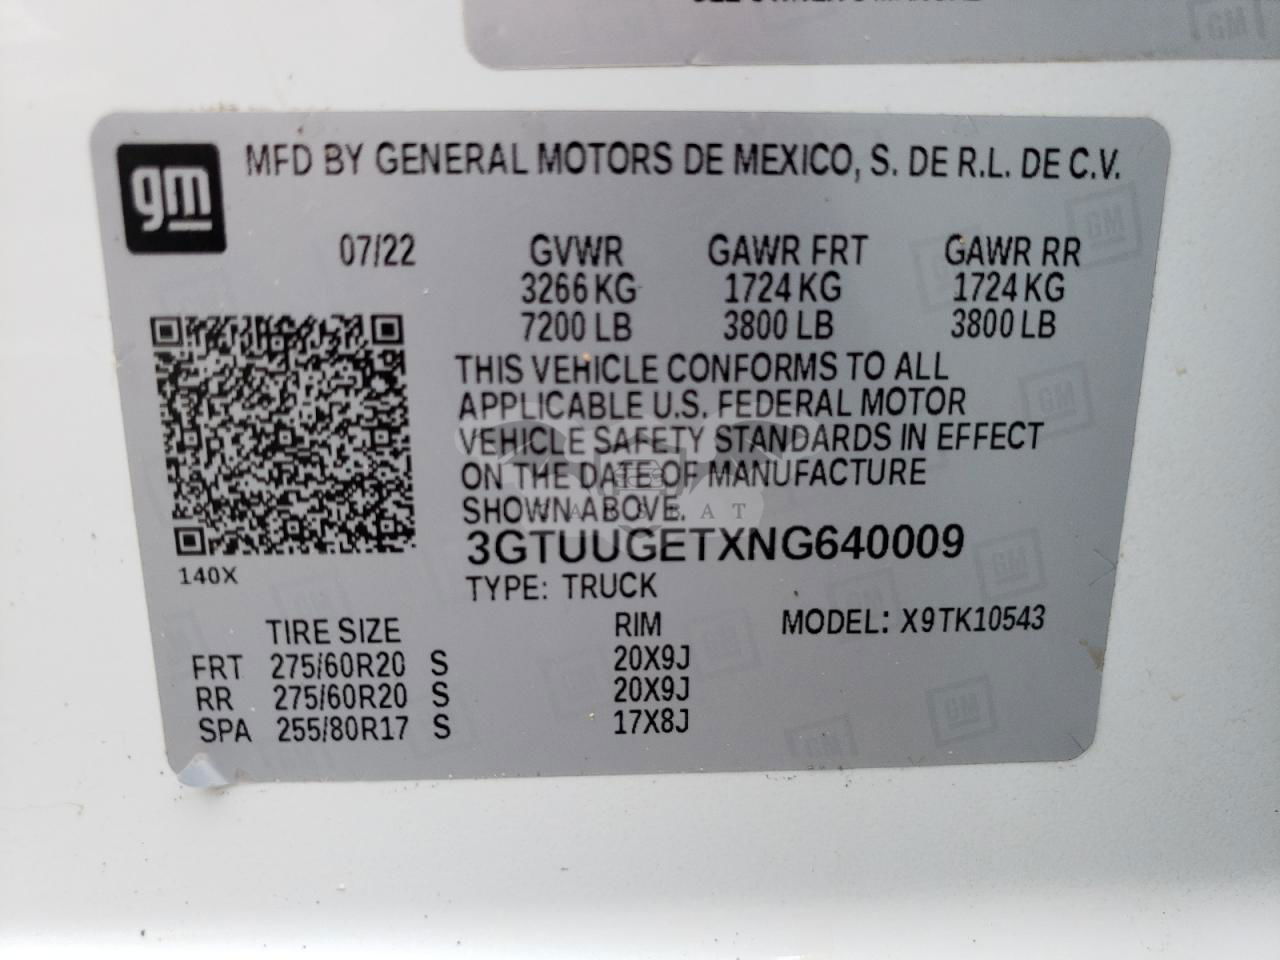 gm
MFD BY GENERAL MOTORS DE MEXICO, S. DE R.L. DE C.V.
07/22 GVWR GAWR FRT GAWR RR
3266 KG 1724 KG 1724 KG
7200 LB 3800 LB 3800 LB
THIS VEHICLE CONFORMS TO ALL
APPLICABLE U.S. FEDERAL MOTOR
VEHICLE SAFETY STANDARDS IN EFFECT
ON THE DATE OF MANUFACTURE
SHOWN ABOVE.
3GTUUGETXNG640009
140X
TYPE: TRUCK
TIRE SIZE RIM MODEL: X9TK10543
FRT 275/60R20 S 20X9J
RR 275/60R20 S 20X9J
SPA 255/80R17 S 17X8J